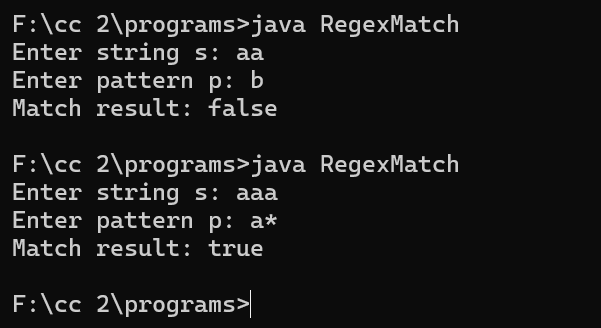 F:\cc 2\programs>java RegexMatch
Enter string s: aa
Enter pattern p: b
Match result: false
F:\cc 2\programs>java RegexMatch
Enter string s: aaa
Enter pattern p: a*
Match result: true
F:\cc 2\programs>